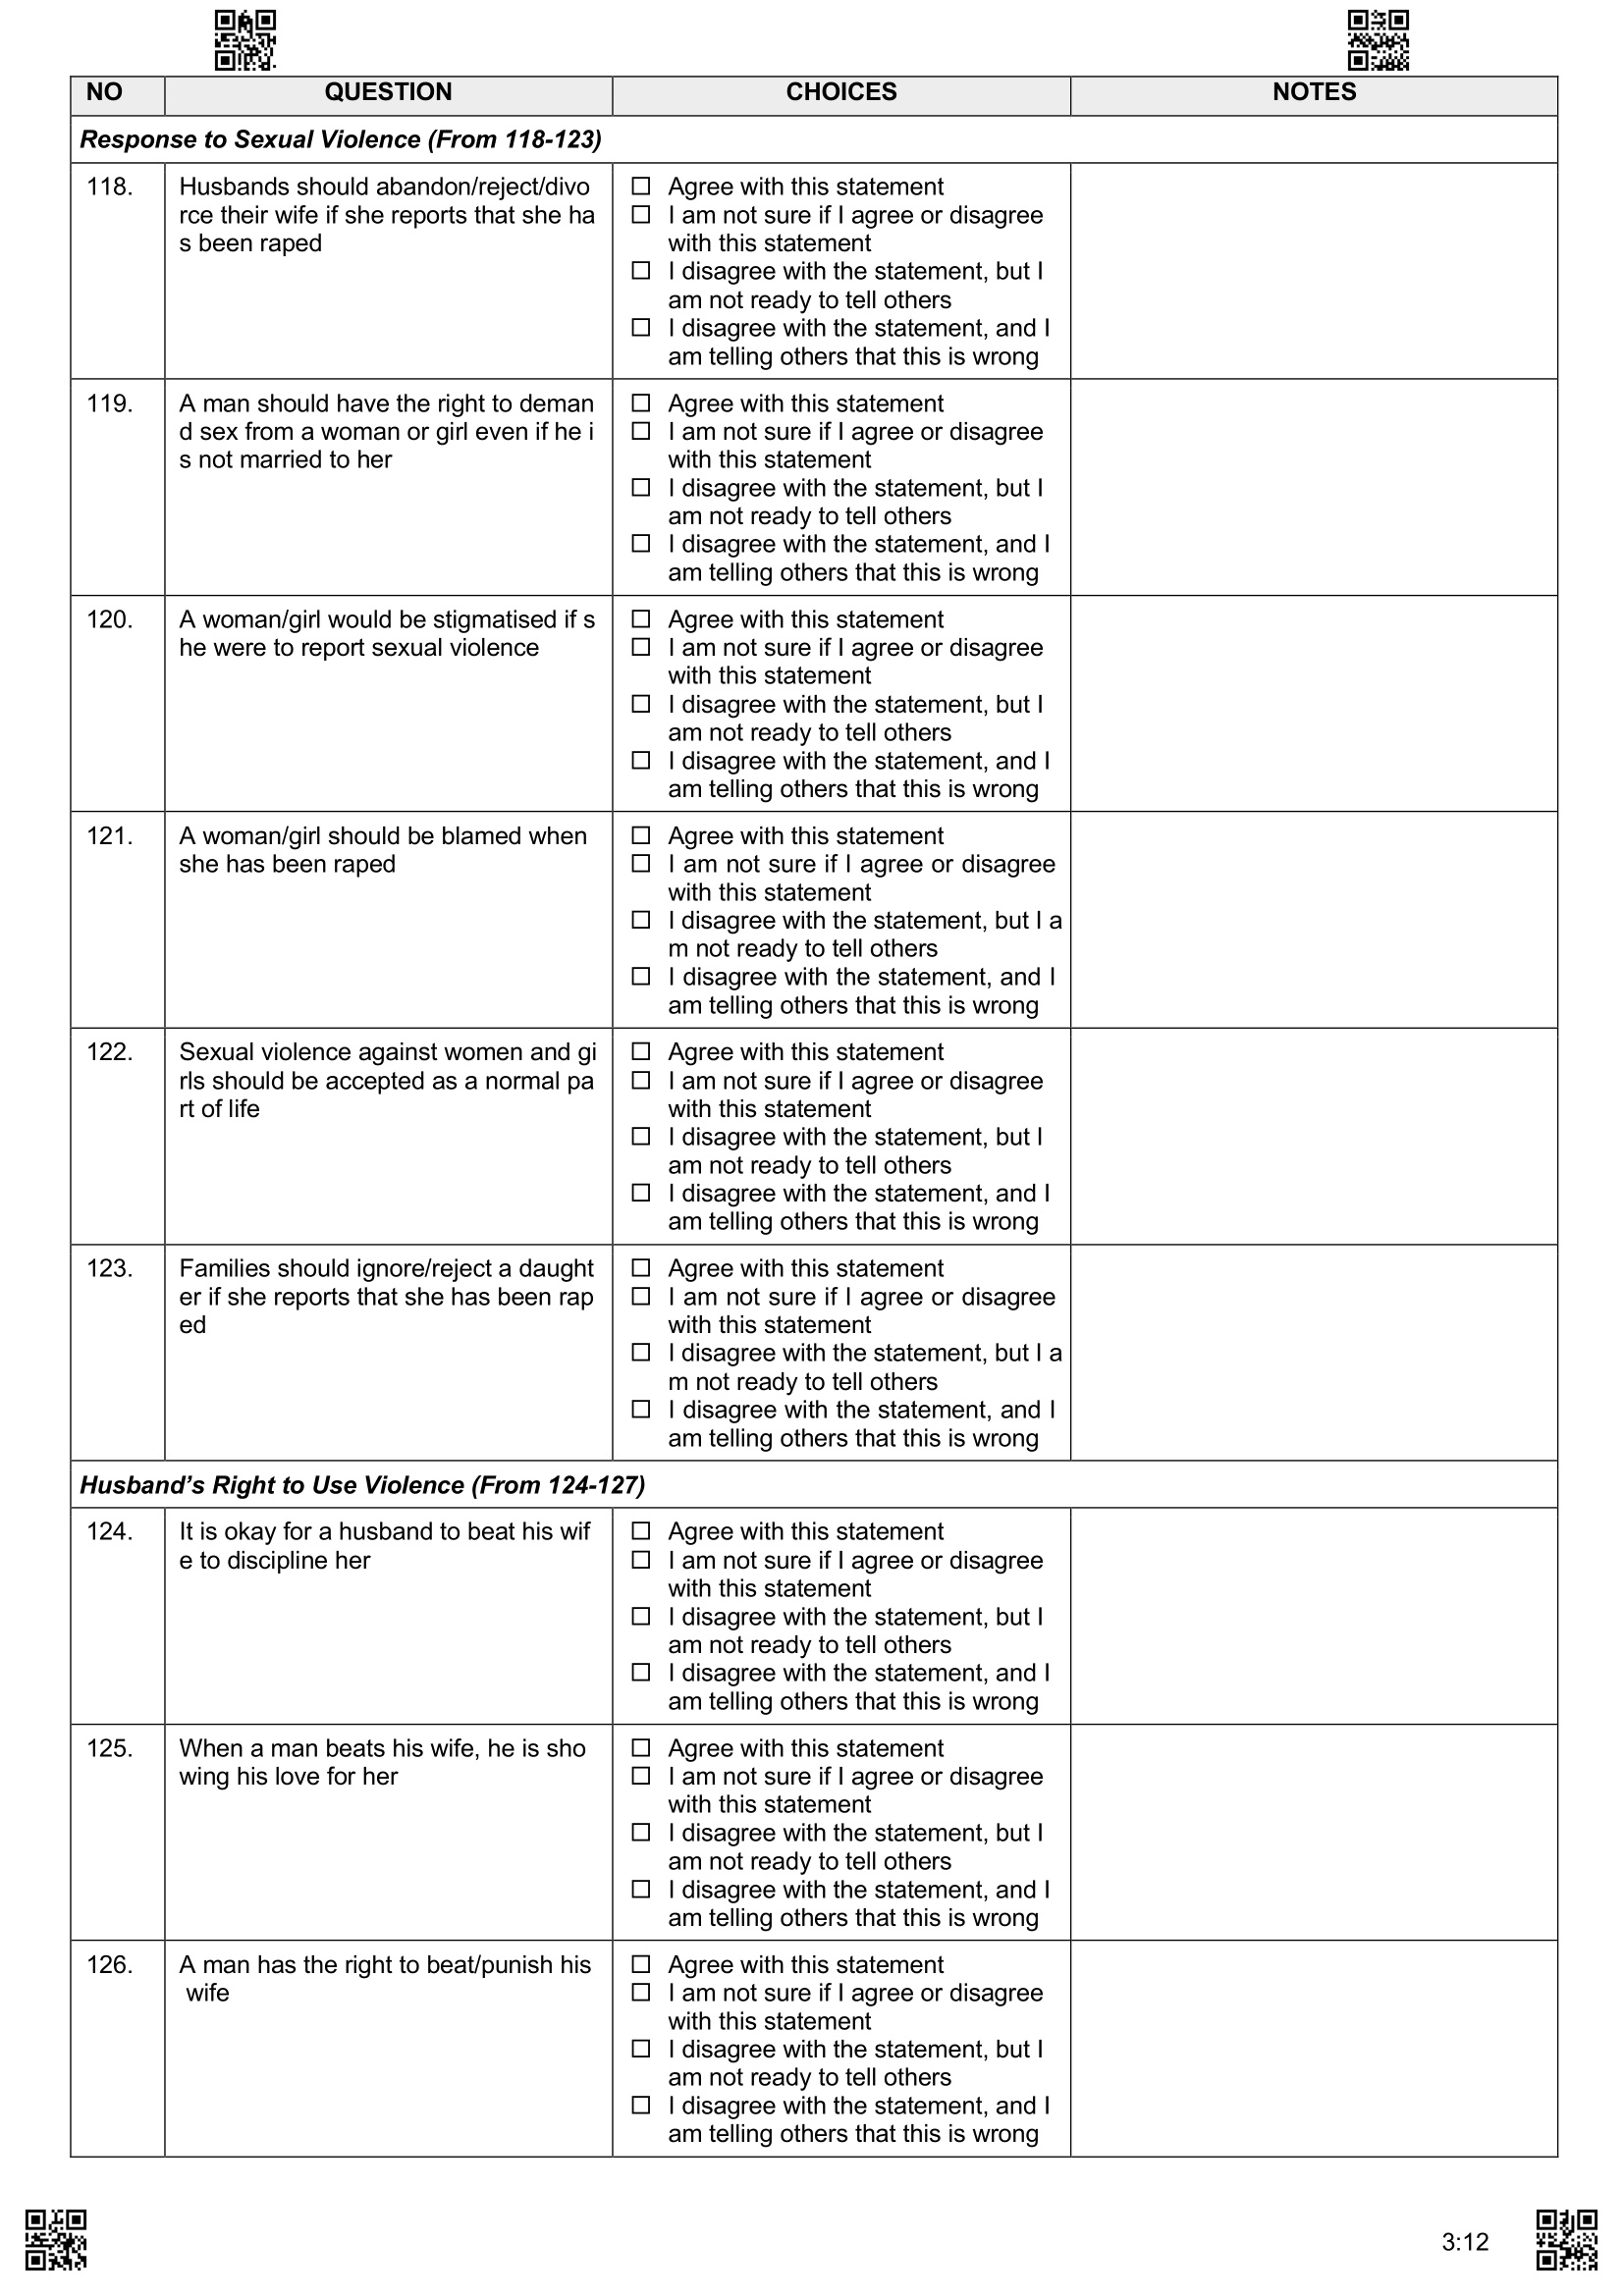 NO QUESTION CHOICES NOTES
Response to Sexual Violence (From 118-123)
118.
Husbands should abandon/reject/divo
rce their wife if she reports that she ha
s been raped
☐ Agree with this statement
☐ I am not sure if I agree or disagree
with this statement
☐ I disagree with the statement, but I
am not ready to tell others
☐ I disagree with the statement, and I
am telling others that this is wrong
119.
A man should have the right to deman
d sex from a woman or girl even if he i
s not married to her
☐ Agree with this statement
☐ I am not sure if I agree or disagree
with this statement
☐ I disagree with the statement, but I
am not ready to tell others
☐ I disagree with the statement, and I
am telling others that this is wrong
120.
A woman/girl would be stigmatised if s
he were to report sexual violence
☐ Agree with this statement
☐ I am not sure if I agree or disagree
with this statement
☐ I disagree with the statement, but I
am not ready to tell others
☐ I disagree with the statement, and I
am telling others that this is wrong
121.
A woman/girl should be blamed when
she has been raped
☐ Agree with this statement
☐ I am not sure if I agree or disagree
with this statement
☐ I disagree with the statement, but I a
m not ready to tell others
☐ I disagree with the statement, and I
am telling others that this is wrong
122.
Sexual violence against women and gi
rls should be accepted as a normal pa
rt of life
☐ Agree with this statement
☐ I am not sure if I agree or disagree
with this statement
☐ I disagree with the statement, but I
am not ready to tell others
☐ I disagree with the statement, and I
am telling others that this is wrong
123.
Families should ignore/reject a daught
er if she reports that she has been rap
ed
☐ Agree with this statement
☐ I am not sure if I agree or disagree
with this statement
☐ I disagree with the statement, but I a
m not ready to tell others
☐ I disagree with the statement, and I
am telling others that this is wrong
Husband’s Right to Use Violence (From 124-127)
124.
It is okay for a husband to beat his wif
e to discipline her
☐ Agree with this statement
☐ I am not sure if I agree or disagree
with this statement
☐ I disagree with the statement, but I
am not ready to tell others
☐ I disagree with the statement, and I
am telling others that this is wrong
125.
When a man beats his wife, he is sho
wing his love for her
☐ Agree with this statement
☐ I am not sure if I agree or disagree
with this statement
☐ I disagree with the statement, but I
am not ready to tell others
☐ I disagree with the statement, and I
am telling others that this is wrong
126.
A man has the right to beat/punish his
wife
☐ Agree with this statement
☐ I am not sure if I agree or disagree
with this statement
☐ I disagree with the statement, but I
am not ready to tell others
☐ I disagree with the statement, and I
am telling others that this is wrong
3:12